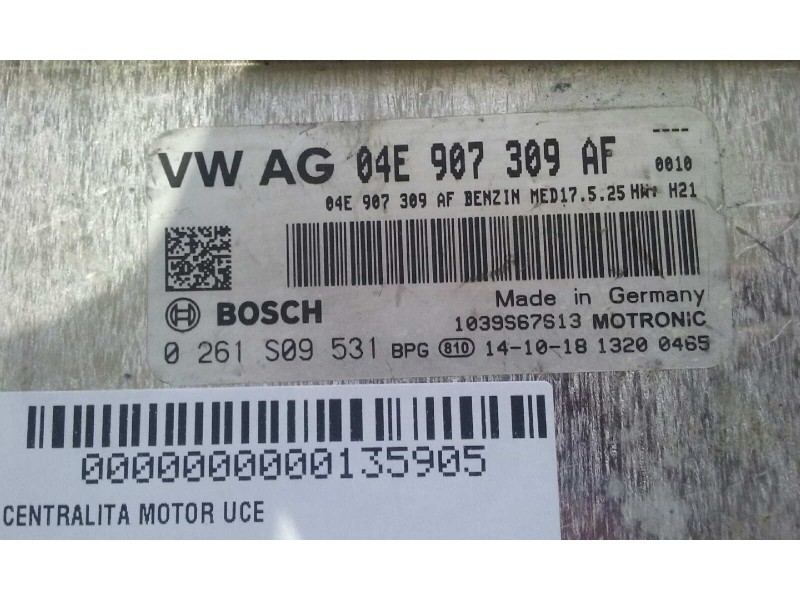 ----
VW AG 04E 907 309 AF 0010
04E 907 309 AF BENZIN MED17.5.25 HW: H21
BOSCH
Made in Germany
1039S67613 MOTRONIC
0 261 S09 531 BPG 810 14-10-18 1320 0465
0000000000135905
CENTRALITA MOTOR UCE